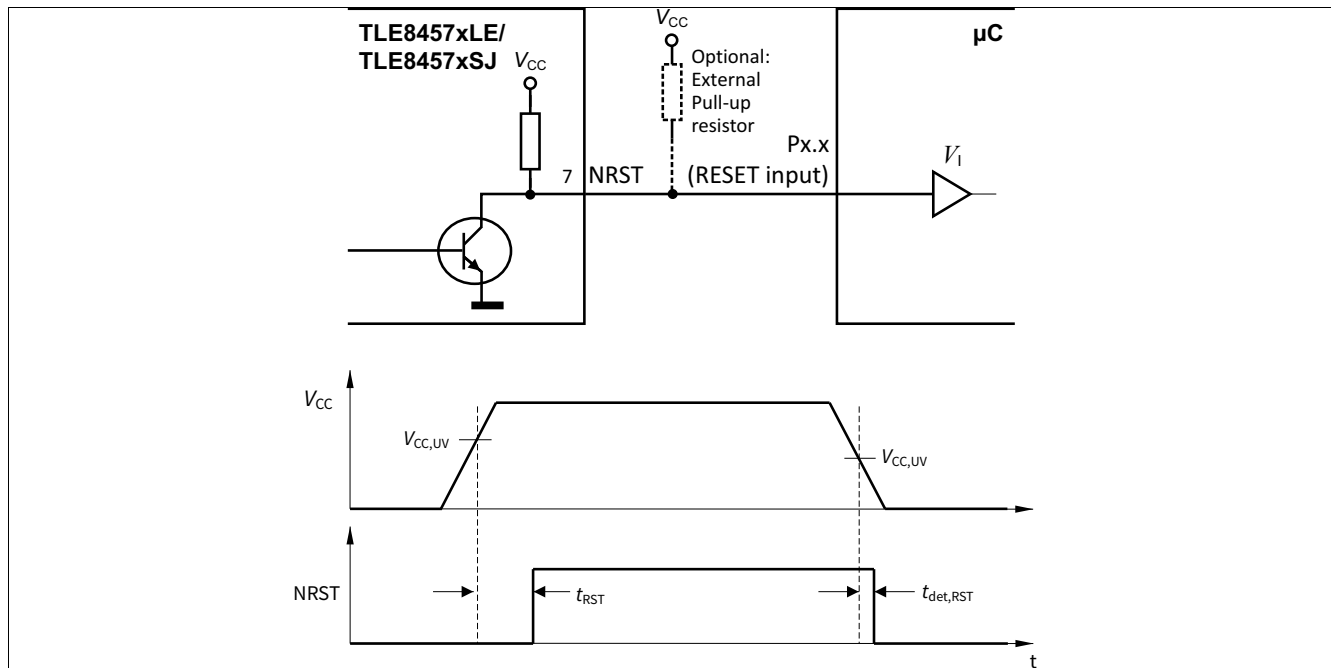 TLE8457xLE/
TLE8457xSJ
VCC
VCC
Optional:
External
Pull-up
resistor
µC
Px.x
7 NRST (RESET input)
VI
VCC
VCC,UV
VCC,UV
NRST
tRST
tdet,RST
t